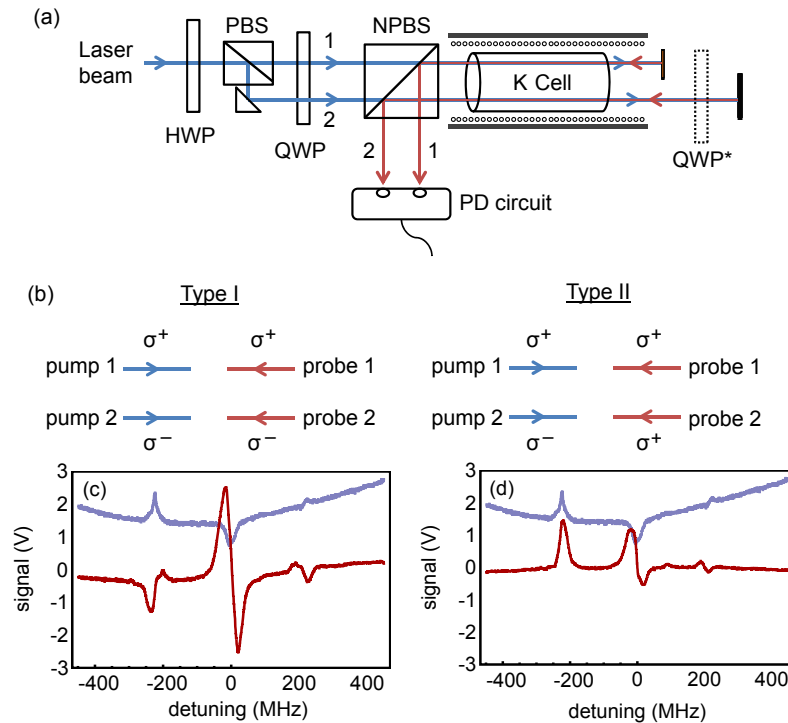 (a)
PBS
NPBS
Laser
beam
1
2
K Cell
HWP
QWP
2
1
QWP*
PD circuit
(b)
Type I
Type II
σ+ σ+
pump 1 probe 1
pump 2 probe 2
σ− σ−
σ+ σ+
pump 1 probe 1
pump 2 probe 2
σ− σ+
(c)
3
2
1
0
-1
-2
-3
signal (V)
-400 -200 0 200 400
detuning (MHz)
(d)
3
2
1
0
-1
-2
-3
signal (V)
-400 -200 0 200 400
detuning (MHz)